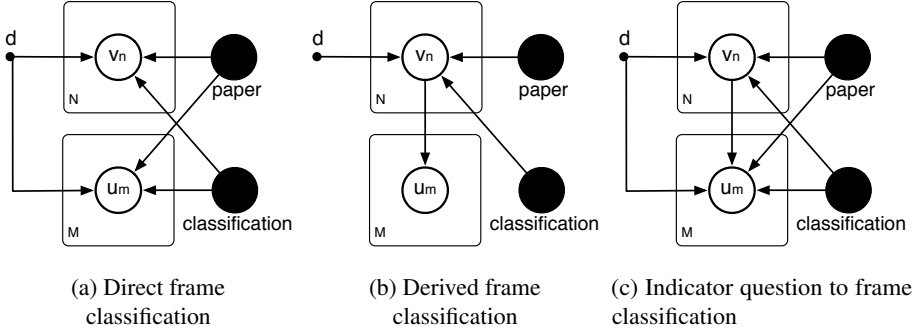 d
vn
N
paper
um
M
classification
(a) Direct frame
classification
d
vn
N
paper
um
M
classification
(b) Derived frame
classification
d
vn
N
paper
um
M
classification
(c) Indicator question to frame
classification